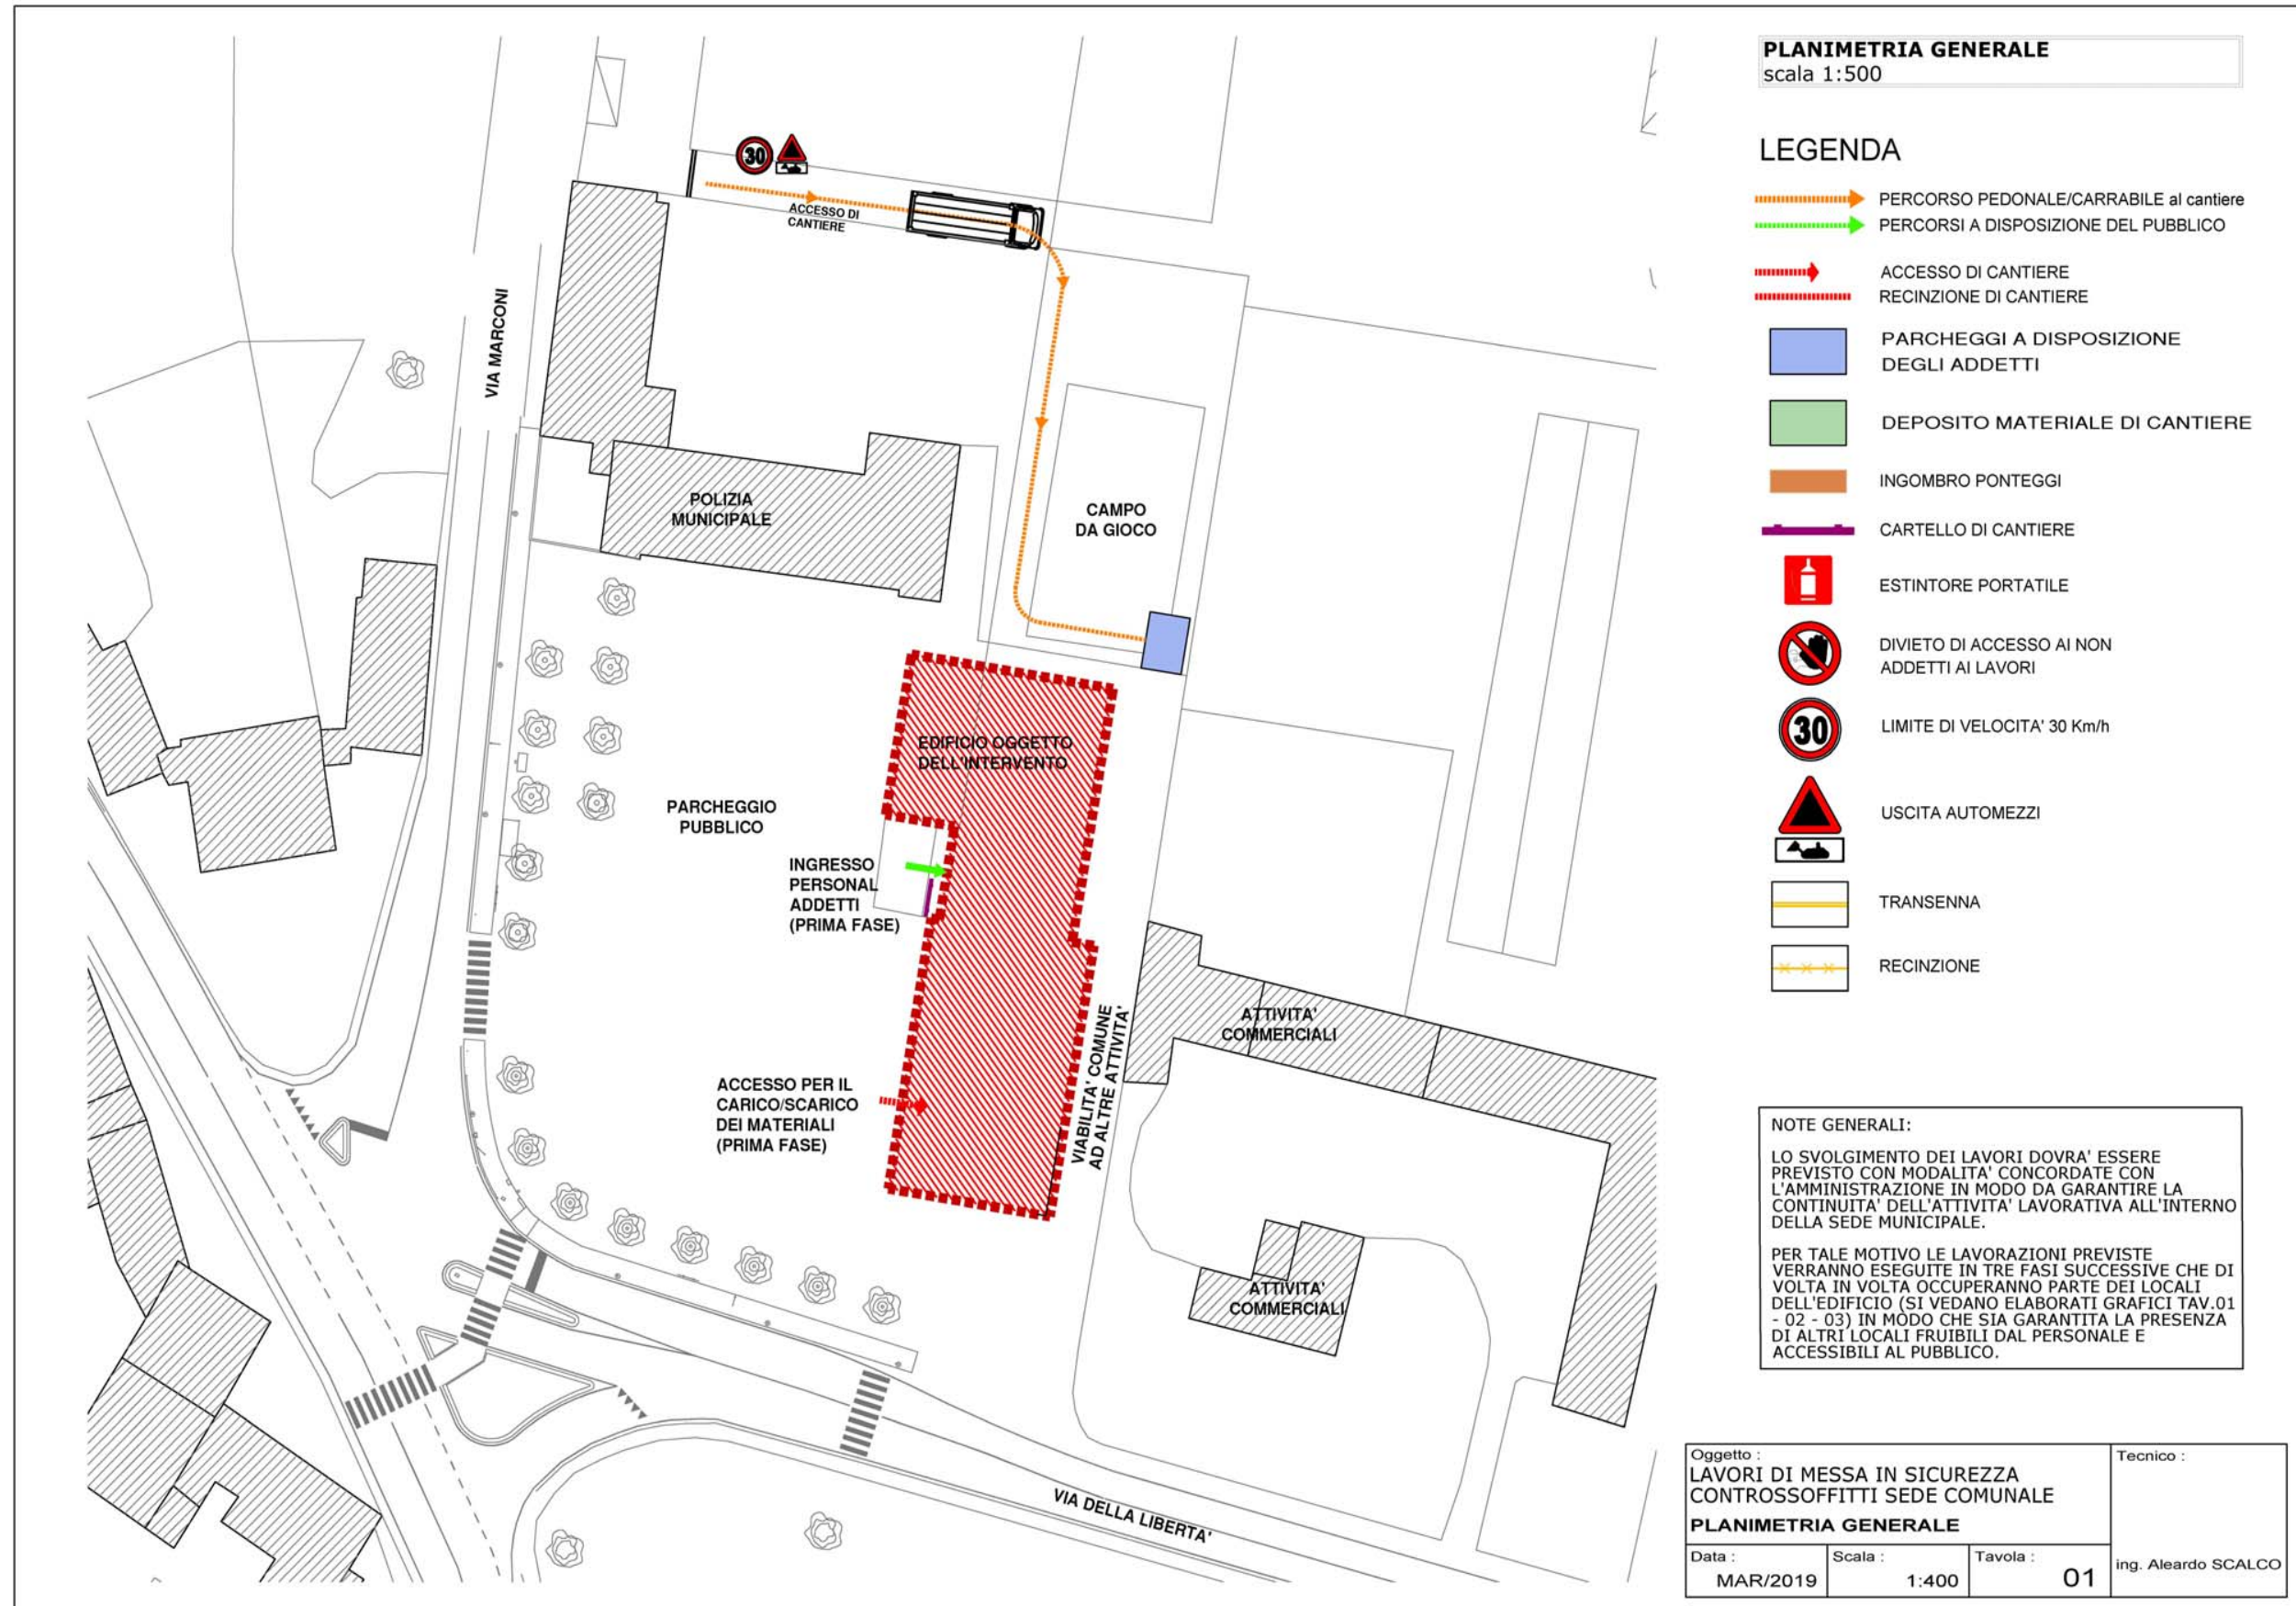 PLANIMETRIA GENERALE
scala 1:500
LEGENDA
PERCORSO PEDONALE/CARRABILE al cantiere
PERCORSI A DISPOSIZIONE DEL PUBBLICO
ACCESSO DI CANTIERE
RECINZIONE DI CANTIERE
PARCHEGGI A DISPOSIZIONE
DEGLI ADDETTI
DEPOSITO MATERIALE DI CANTIERE
INGOMBRO PONTEGGI
CARTELLO DI CANTIERE
ESTINTORE PORTATILE
DIVIETO DI ACCESSO AI NON
ADDETTI AI LAVORI
30
LIMITE DI VELOCITA' 30 Km/h
USCITA AUTOMEZZI
TRANSENNA
RECINZIONE
30
ACCESSO DI
CANTIERE
VIA MARCONI
POLIZIA
MUNICIPALE
CAMPO
DA GIOCO
EDIFICIO OGGETTO
DELL'INTERVENTO
PARCHEGGIO
PUBBLICO
INGRESSO
PERSONAL
ADDETTI
(PRIMA FASE)
ACCESSO PER IL
CARICO/SCARICO
DEI MATERIALI
(PRIMA FASE)
VIABILITA' COMUNE
AD ALTRE ATTIVITA'
ATTIVITA'
COMMERCIALI
ATTIVITA'
COMMERCIALI
VIA DELLA LIBERTA'
NOTE GENERALI:
LO SVOLGIMENTO DEI LAVORI DOVRA' ESSERE
PREVISTO CON MODALITA' CONCORDATE CON
L'AMMINISTRAZIONE IN MODO DA GARANTIRE LA
CONTINUITA' DELL'ATTIVITA' LAVORATIVA ALL'INTERNO
DELLA SEDE MUNICIPALE.
PER TALE MOTIVO LE LAVORAZIONI PREVISTE
VERRANNO ESEGUITE IN TRE FASI SUCCESSIVE CHE DI
VOLTA IN VOLTA OCCUPERANNO PARTE DEI LOCALI
DELL'EDIFICIO (SI VEDANO ELABORATI GRAFICI TAV.01
- 02 - 03) IN MODO CHE SIA GARANTITA LA PRESENZA
DI ALTRI LOCALI FRUIBILI DAL PERSONALE E
ACCESSIBILI AL PUBBLICO.
Oggetto :
LAVORI DI MESSA IN SICUREZZA
CONTROSSOFFITTI SEDE COMUNALE
PLANIMETRIA GENERALE
Data :
MAR/2019
Scala :
1:400
Tavola :
01
Tecnico :
ing. Aleardo SCALCO